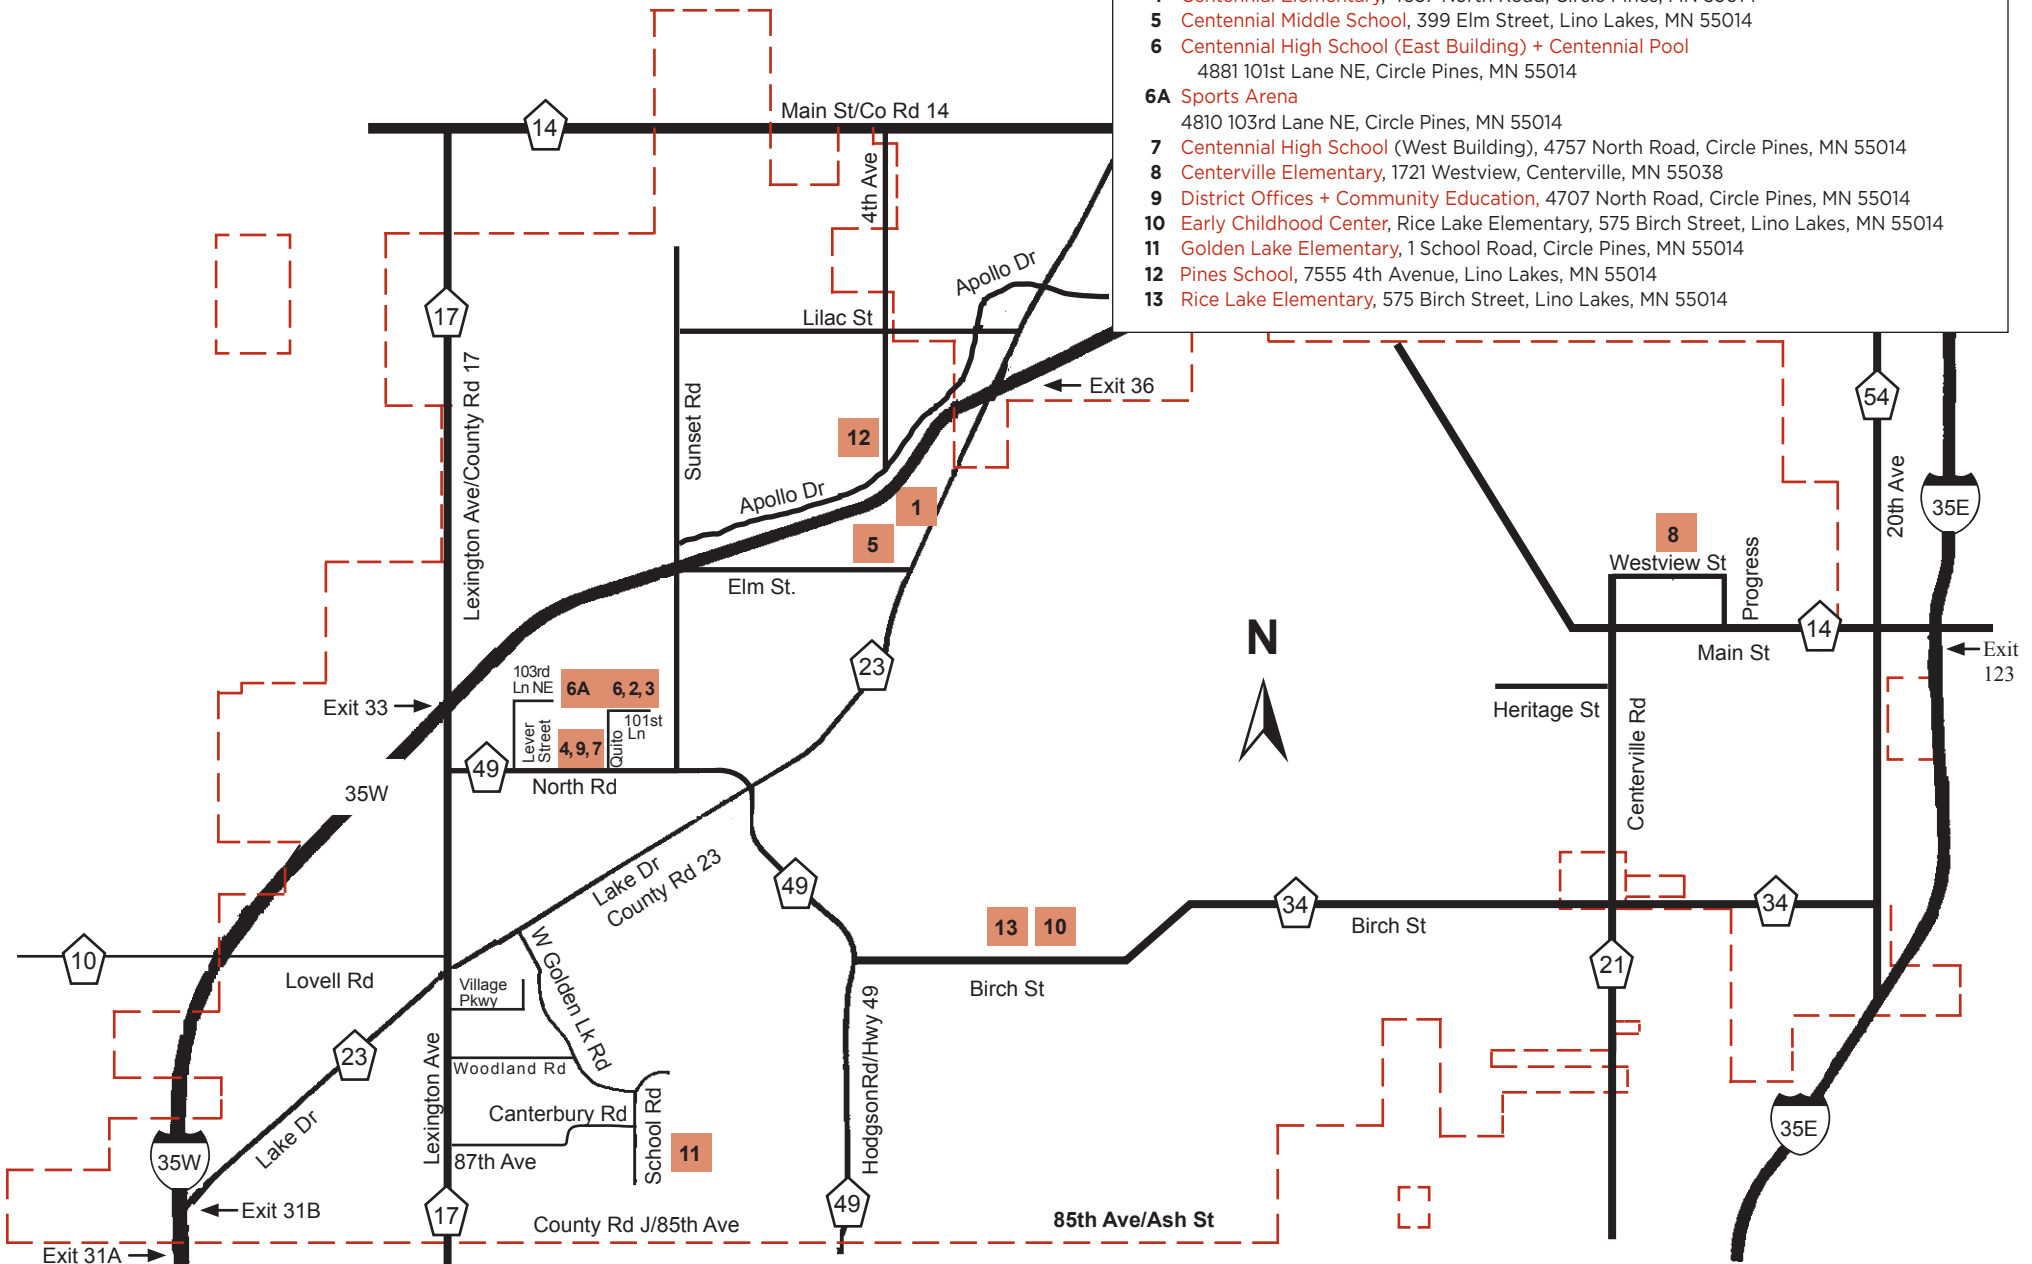 4 Centennial Elementary, 4657 North Road, Circle Pines, MN 55014
5 Centennial Middle School, 399 Elm Street, Lino Lakes, MN 55014
6 Centennial High School (East Building) + Centennial Pool
4881 101st Lane NE, Circle Pines, MN 55014
6A Sports Arena
4810 103rd Lane NE, Circle Pines, MN 55014
7 Centennial High School (West Building), 4757 North Road, Circle Pines, MN 55014
8 Centerville Elementary, 1721 Westview, Centerville, MN 55038
9 District Offices + Community Education, 4707 North Road, Circle Pines, MN 55014
10 Early Childhood Center, Rice Lake Elementary, 575 Birch Street, Lino Lakes, MN 55014
11 Golden Lake Elementary, 1 School Road, Circle Pines, MN 55014
12 Pines School, 7555 4th Avenue, Lino Lakes, MN 55014
13 Rice Lake Elementary, 575 Birch Street, Lino Lakes, MN 55014
Main St/Co Rd 14
14
4th Ave
17
Apollo Dr
Lilac St
Exit 36
Lexington Ave/County Rd 17
Sunset Rd
12
Apollo Dr
1
5
Elm St.
54
20th Ave
35E
8
Westview St
Progress
14
Main St
Exit
123
N
23
103rd
Ln NE
6A
6, 2, 3
Exit 33
Lever
Street
4, 9, 7
Quito
101st
Ln
49
North Rd
35W
Heritage St
Centerville Rd
Lake Dr
County Rd 23
49
13
10
34
Birch St
34
10
Lovell Rd
W Golden Lk Rd
Village
Pkwy
Birch St
21
HodgsonRd/Hwy 49
23
Lexington Ave
Woodland Rd
Canterbury Rd
School Rd
11
87th Ave
Lake Dr
35W
35E
Exit 31B
17
County Rd J/85th Ave
49
85th Ave/Ash St
Exit 31A